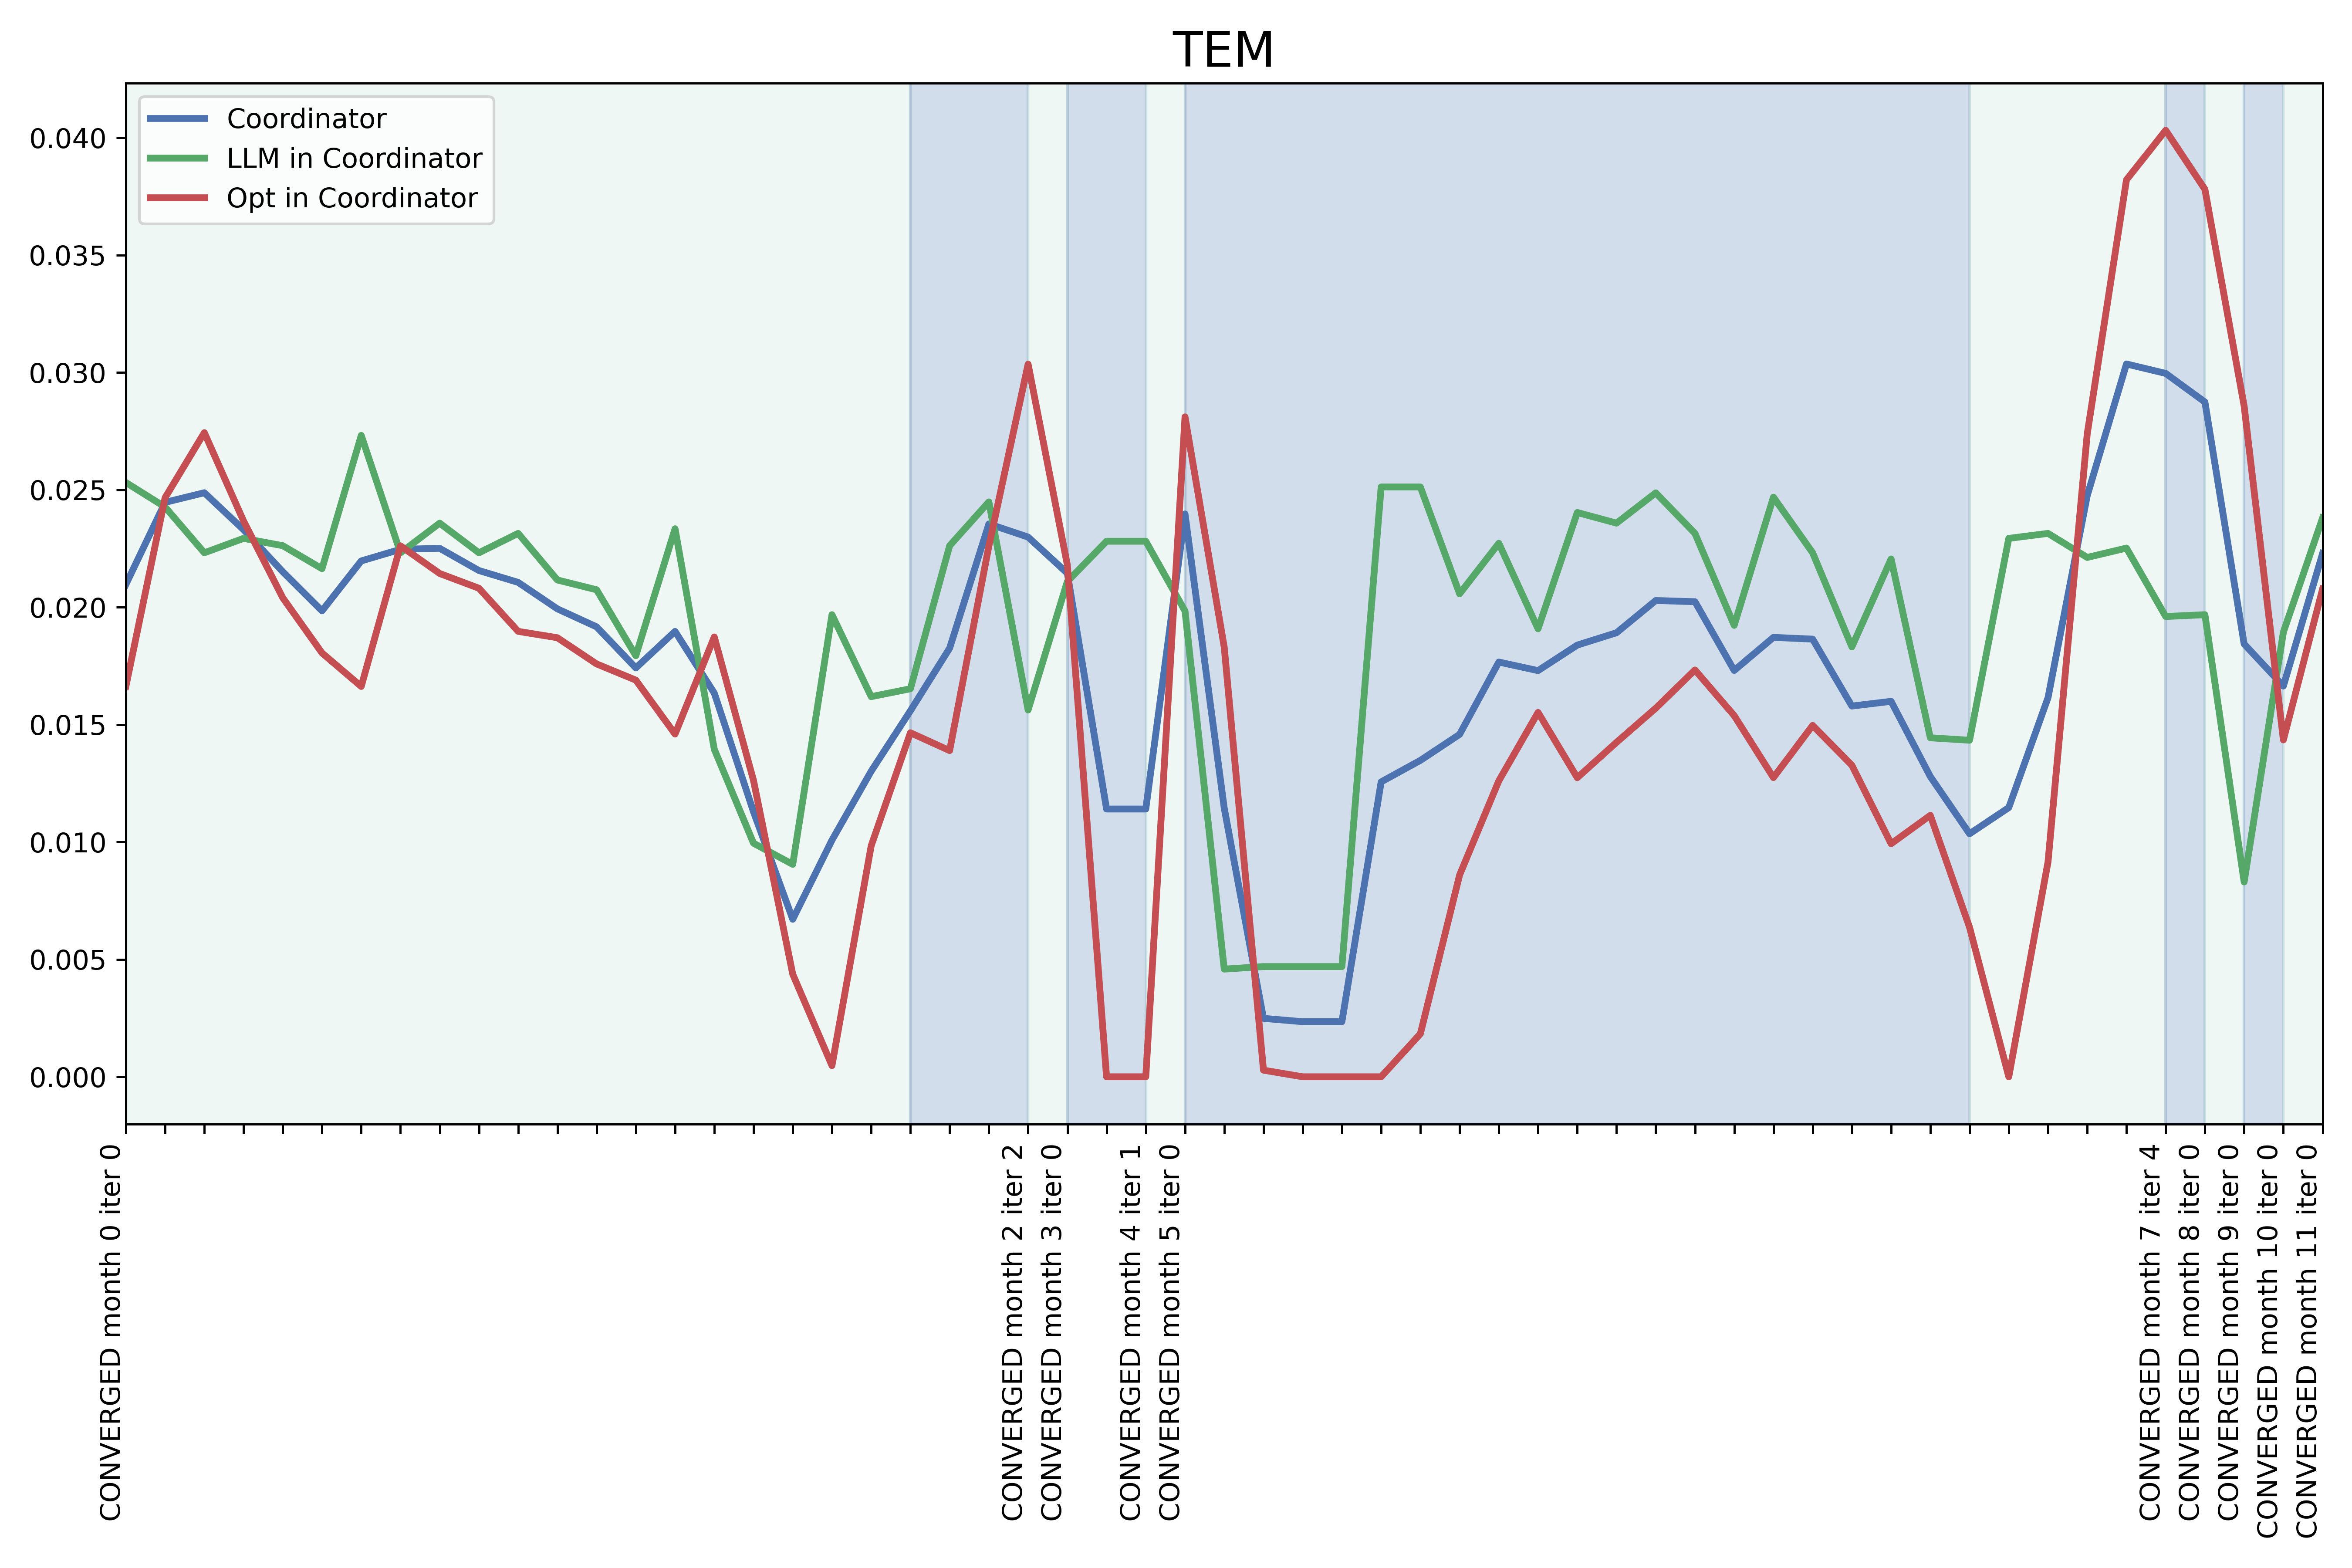 TEM
Coordinator
LLM in Coordinator
Opt in Coordinator
0.040
0.035
0.030
0.025
0.020
0.015
0.010
0.005
0.000
CONVERGED month 0 iter 0
CONVERGED month 2 iter 2
CONVERGED month 3 iter 0
CONVERGED month 4 iter 1
CONVERGED month 5 iter 0
CONVERGED month 7 iter 4
CONVERGED month 8 iter 0
CONVERGED month 9 iter 0
CONVERGED month 10 iter 0
CONVERGED month 11 iter 0